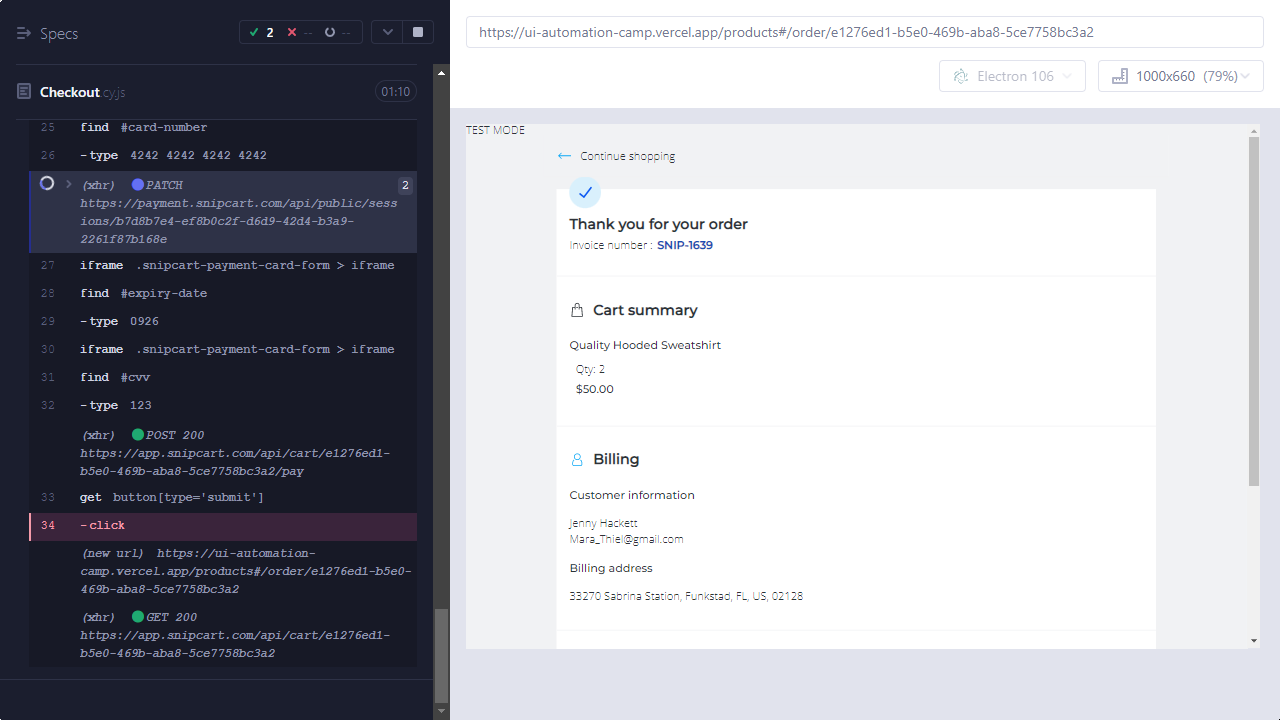 Specs
2 -- --
Checkout cy.js
01:10
25 find #card-number
26 -type 4242 4242 4242 4242
(xhr) PATCH 2
https://payment.snipcart.com/api/public/sess
ions/b7d8b7e4-ef8b0c2f-d6d9-42d4-b3a9-
2261f87b168e
27 iframe .snipcart-payment-card-form > iframe
28 find #expiry-date
29 -type 0926
30 iframe .snipcart-payment-card-form > iframe
31 find #cvv
32 -type 123
(xhr) POST 200
https://app.snipcart.com/api/cart/e1276ed1-
b5e0-469b-aba8-5ce7758bc3a2/pay
33 get button[type='submit']
34 -click
(new url) https://ui-automation-
camp.vercel.app/products#/order/e1276ed1-b5e0-
469b-aba8-5ce7758bc3a2
(xhr) GET 200
https://app.snipcart.com/api/cart/e1276ed1-
b5e0-469b-aba8-5ce7758bc3a2
https://ui-automation-camp.vercel.app/products#/order/e1276ed1-b5e0-469b-aba8-5ce7758bc3a2
Electron 106
1000x660 (79%)
TEST MODE
Continue shopping
Thank you for your order
Invoice number : SNIP-1639
Cart summary
Quality Hooded Sweatshirt
Qty: 2
$50.00
Billing
Customer information
Jenny Hackett
Mara_Thiel@gmail.com
Billing address
33270 Sabrina Station, Funkstad, FL, US, 02128